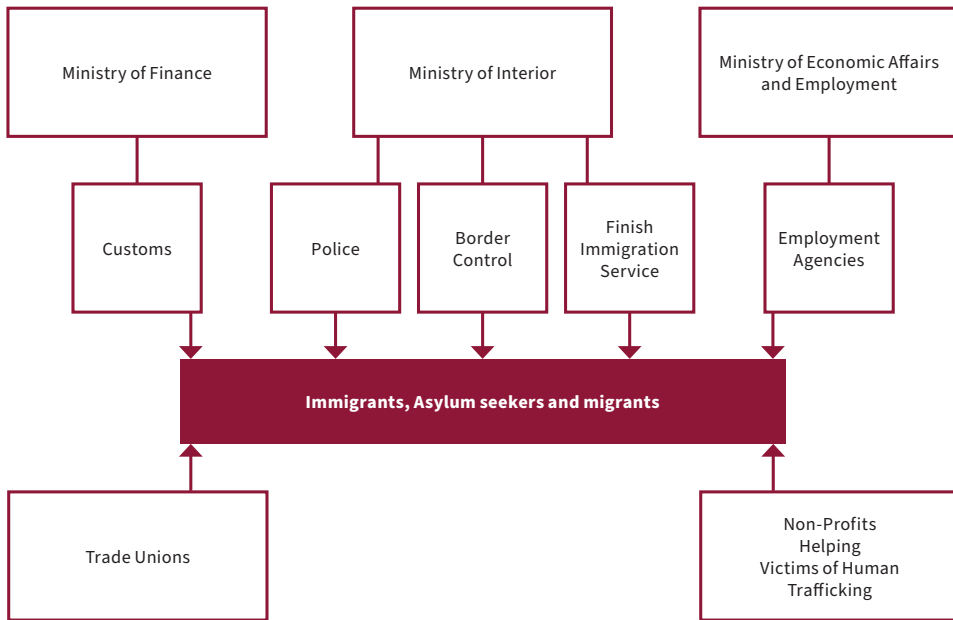 Ministry of Finance
Ministry of Interior
Ministry of Economic Affairs
and Employment
Customs
Police
Border
Control
Finish
Immigration
Service
Employment
Agencies
Immigrants, Asylum seekers and migrants
Trade Unions
Non-Profits
Helping
Victims of Human
Trafficking